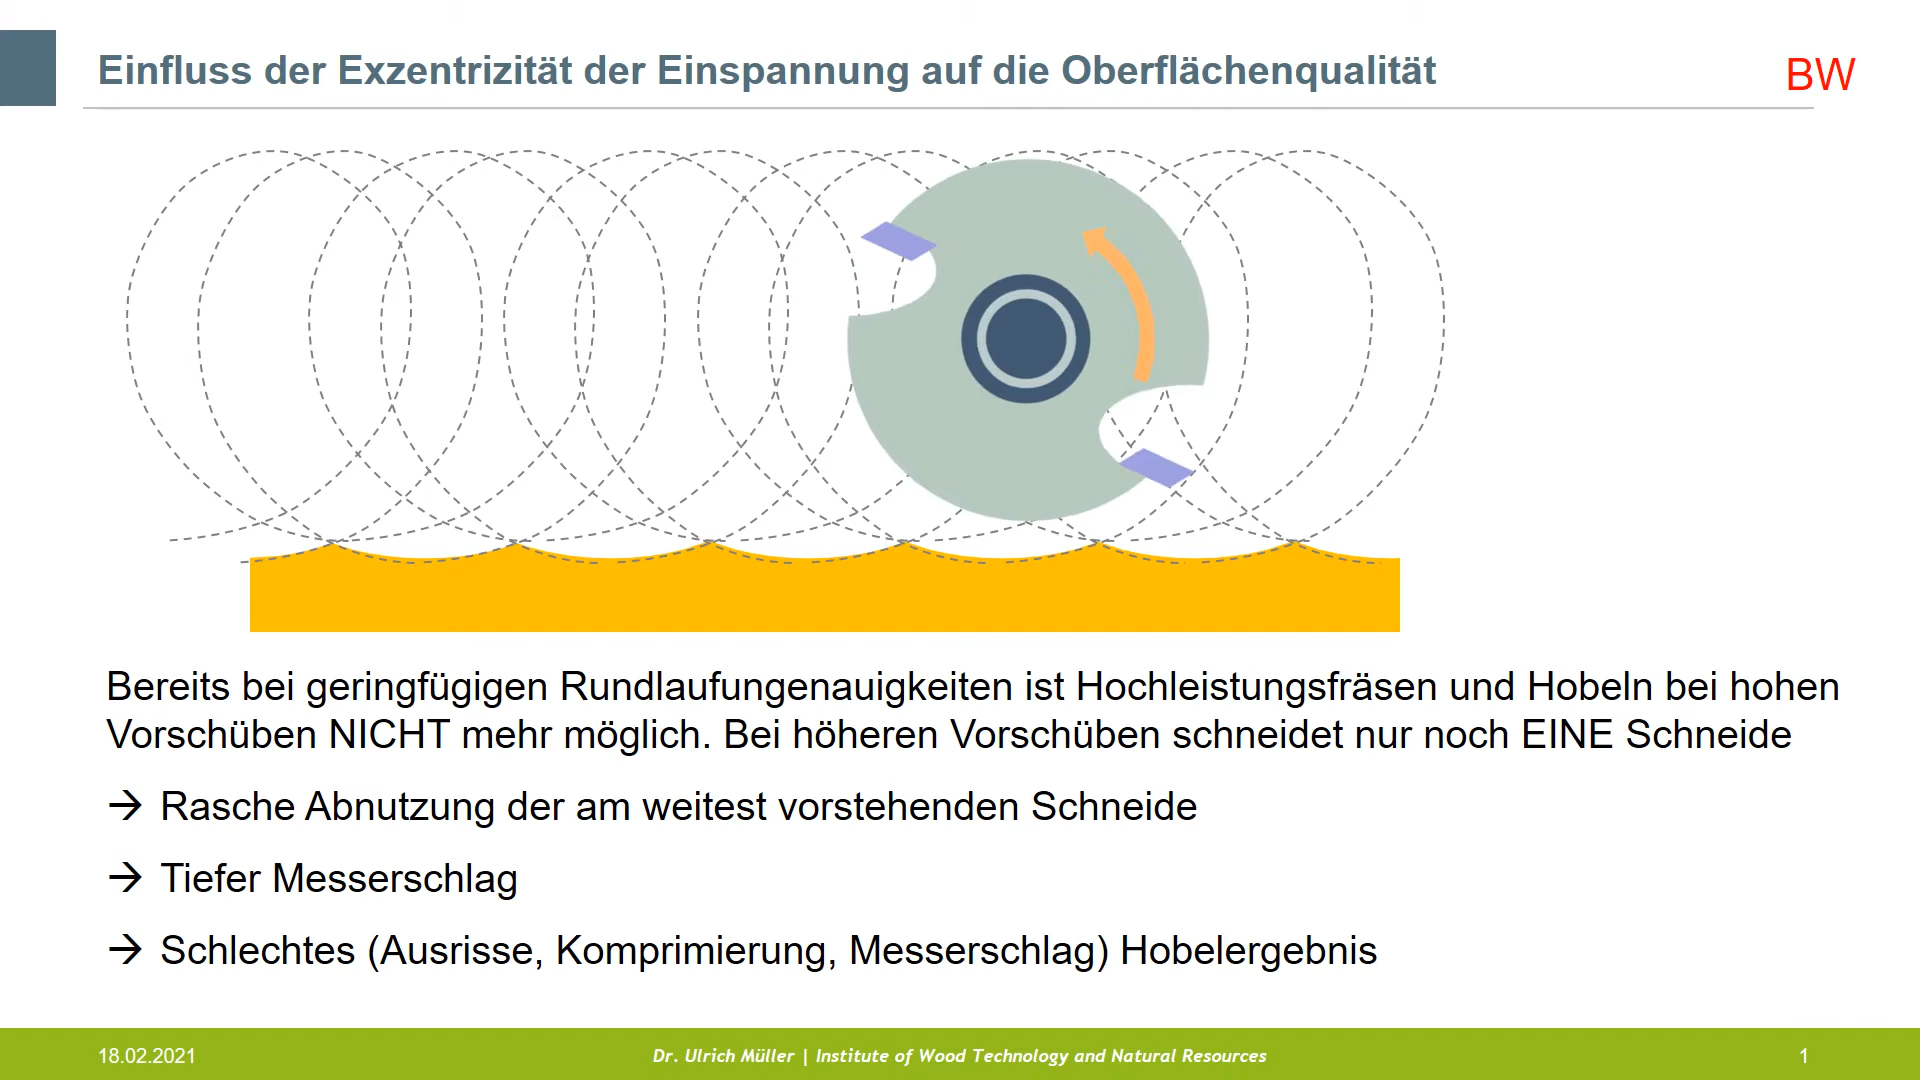 Einfluss der Exzentrizität der Einspannung auf die Oberflächenqualität
BW
Bereits bei geringfügigen Rundlaufungenauigkeiten ist Hochleistungsfräsen und Hobeln bei hohen
Vorschüben NICHT mehr möglich. Bei höheren Vorschüben schneidet nur noch EINE Schneide
→ Rasche Abnutzung der am weitest vorstehenden Schneide
→ Tiefer Messerschlag
→ Schlechtes (Ausrisse, Komprimierung, Messerschlag) Hobelergebnis
18.02.2021
Dr. Ulrich Müller | Institute of Wood Technology and Natural Resources
1